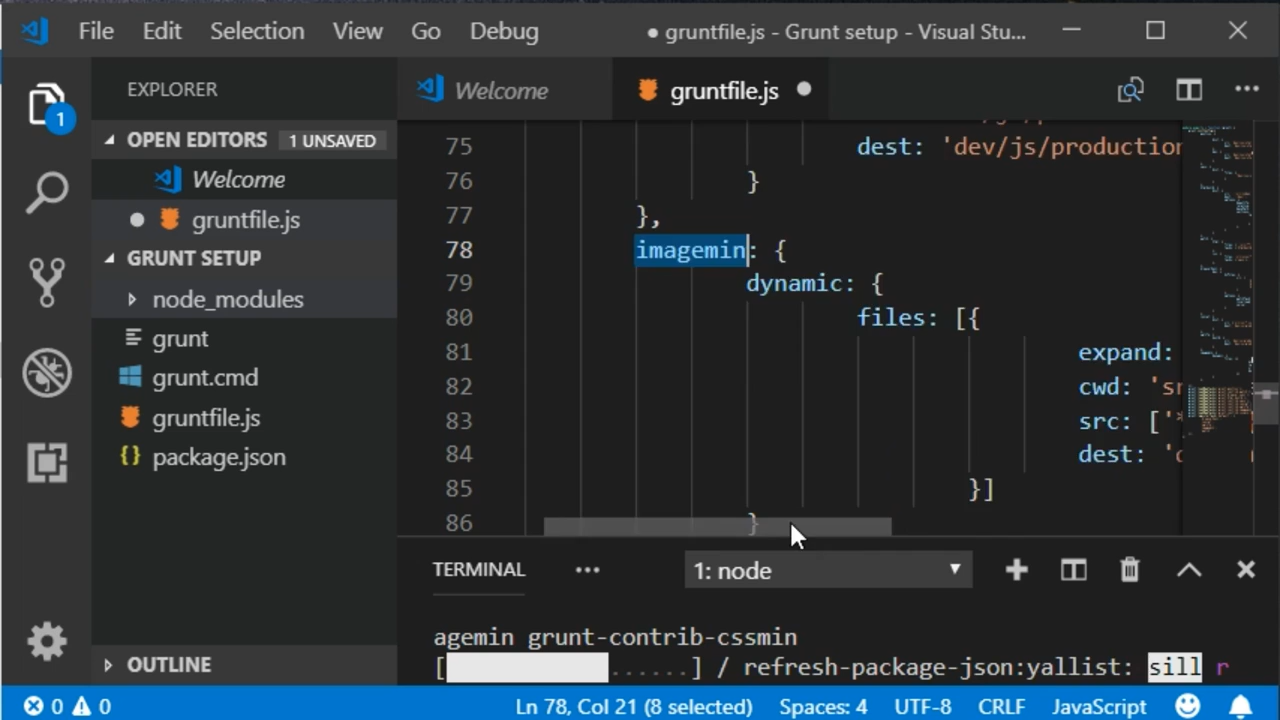 File Edit Selection View Go Debug ● gruntfile.js - Grunt setup - Visual Stu...
EXPLORER
OPEN EDITORS 1 UNSAVED
Welcome
gruntfile.js
GRUNT SETUP
node_modules
grunt
grunt.cmd
gruntfile.js
package.json
OUTLINE
1
Welcome gruntfile.js
75 dest: 'dev/js/production
76 }
77 },
78 imagemin: {
79 dynamic: {
80 files: [{
81 expand:
82 cwd: 'sr
83 src: ['*
84 dest: 'd
85 }]
86 }
TERMINAL ... 1: node
agemin grunt-contrib-cssmin
[ ......] / refresh-package-json:yallist: sill r
0 0 Ln 78, Col 21 (8 selected) Spaces: 4 UTF-8 CRLF JavaScript